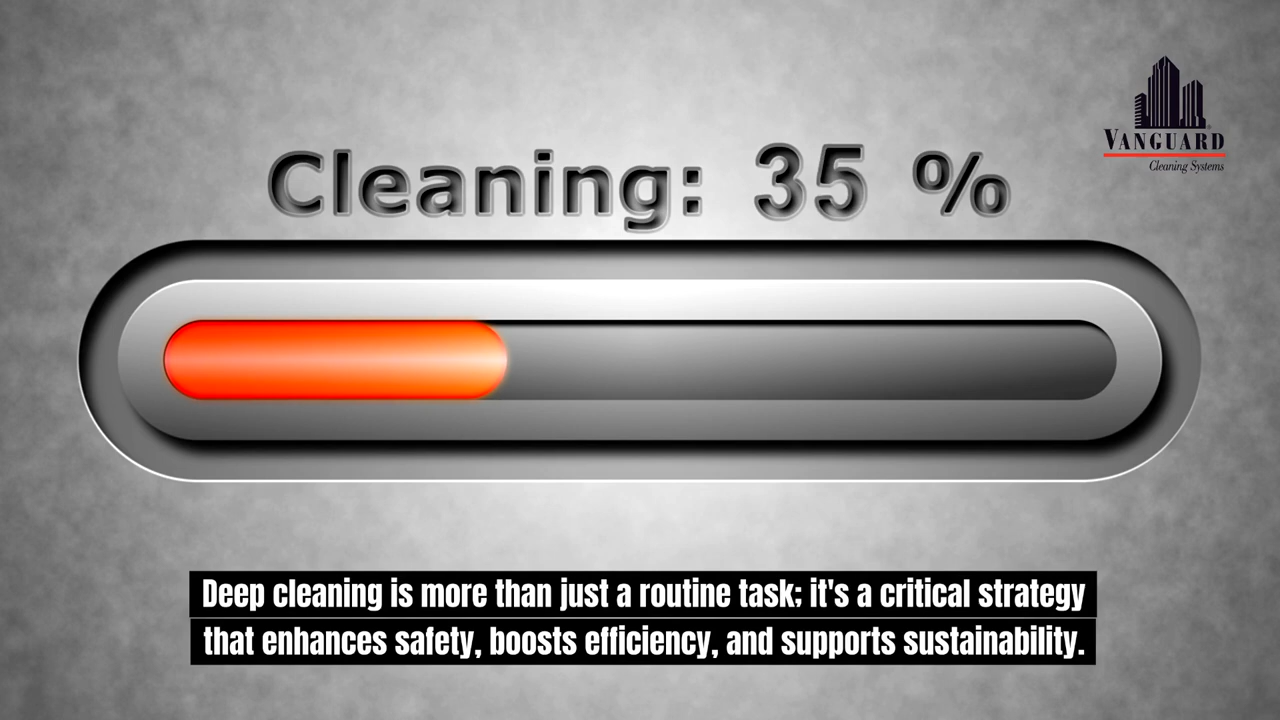 Cleaning: 35 %
VANGUARD
Cleaning Systems
Deep cleaning is more than just a routine task; it's a critical strategy
that enhances safety, boosts efficiency, and supports sustainability.